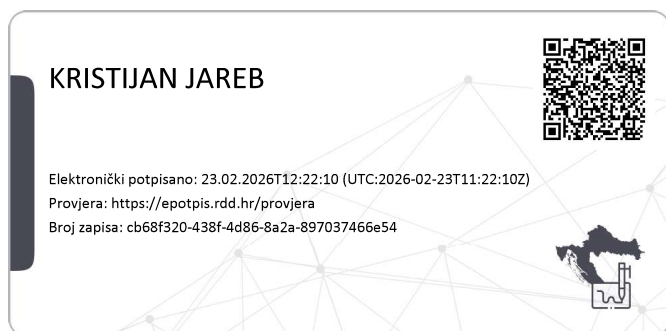 KRISTIJAN JAREB
Elektronički potpisano: 23.02.2026T12:22:10 (UTC:2026-02-23T11:22:10Z)
Provjera: https://epotpis.rdd.hr/provjera
Broj zapisa: cb68f320-438f-4d86-8a2a-897037466e54